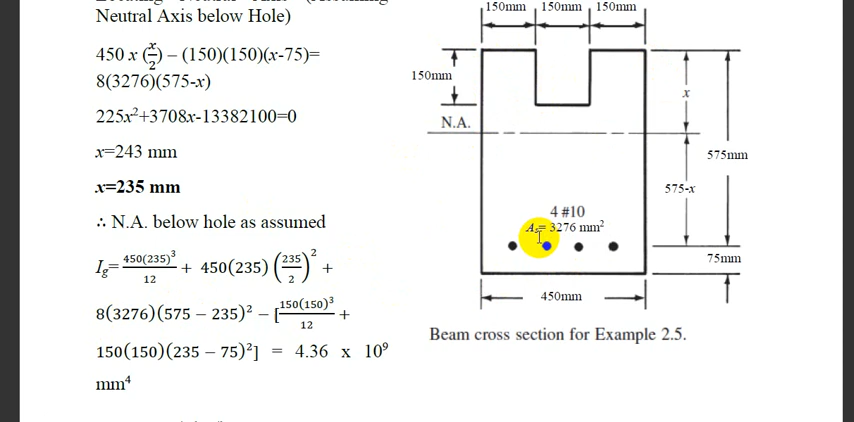 Neutral Axis below Hole)
450 x (x/2) – (150)(150)(x-75)=
8(3276)(575-x)
225x²+3708x-13382100=0
x=243 mm
x=235 mm
∴ N.A. below hole as assumed
I_g= 450(235)³/12 + 450(235) (235/2)² +
8(3276)(575 − 235)² − [150(150)³/12 +
150(150)(235 − 75)²] = 4.36 x 10⁹
mm⁴
150mm 150mm 150mm
150mm
x
N.A.
575mm
575-x
4 #10
A_s= 3276 mm²
75mm
450mm
Beam cross section for Example 2.5.